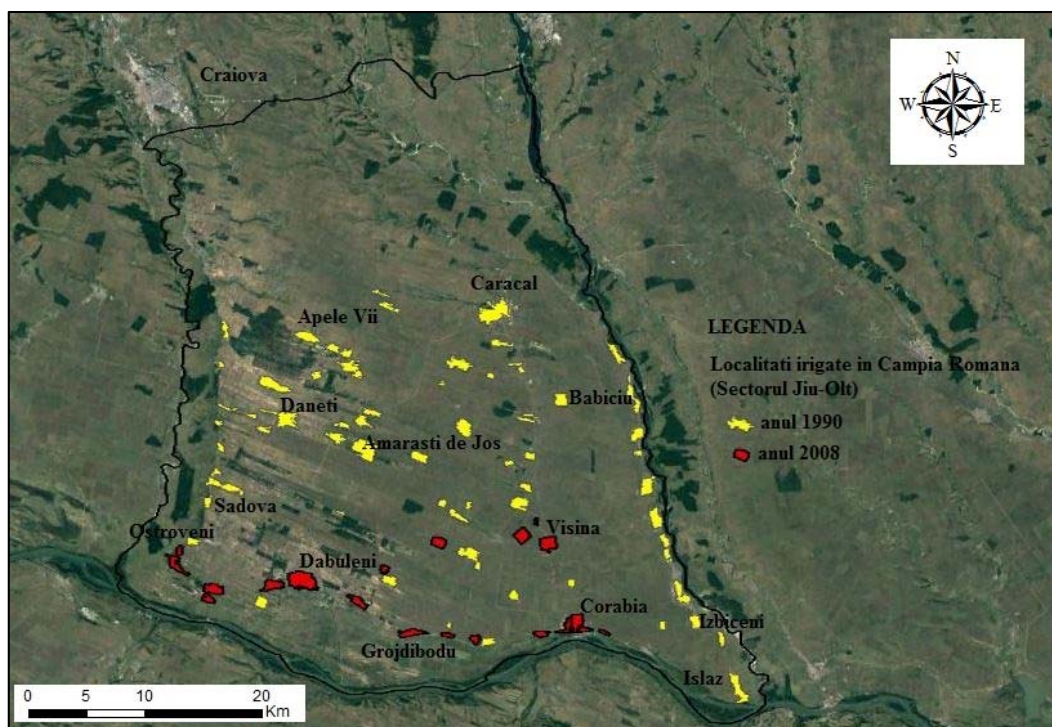 Craiova
N
W E
S
Caracal
Apele Vii
LEGENDA
Localitati irigate in Campia Romana
(Sectorul Jiu-Olt)
anul 1990
anul 2008
Babiciu
Daneti
Amarasti de Jos
Sadova
Ostroveni
Visina
Dabuleni
Corabia
Izbiceni
Grojdibodu
Islaz
0 5 10 20
Km